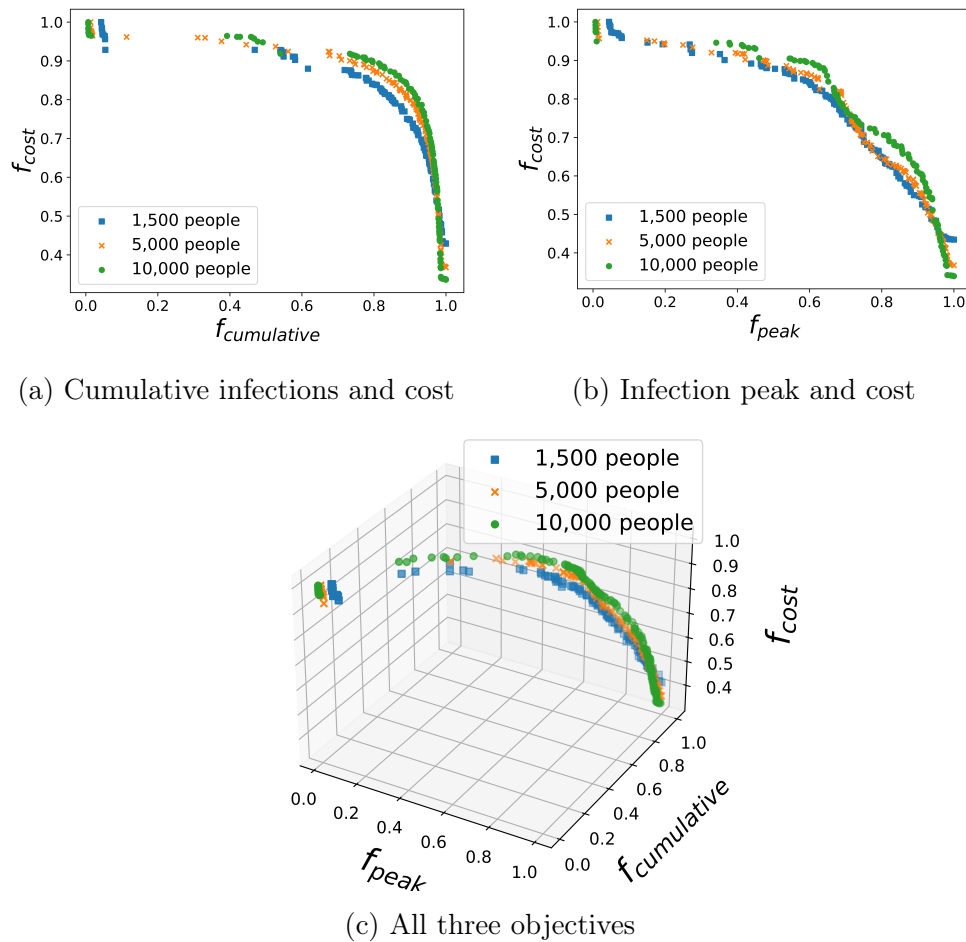 1.0
0.9
0.8
0.7
0.6
0.5
0.4
f_cost
1,500 people
5,000 people
10,000 people
0.0 0.2 0.4 0.6 0.8 1.0
f_cumulative
(a) Cumulative infections and cost
1.0
0.9
0.8
0.7
0.6
0.5
0.4
f_cost
1,500 people
5,000 people
10,000 people
0.0 0.2 0.4 0.6 0.8 1.0
f_peak
(b) Infection peak and cost
1,500 people
5,000 people
10,000 people
1.0
0.9
0.8
0.7
0.6
0.5
0.4
f_cost
0.0 0.2 0.4 0.6 0.8 1.0
f_peak
0.0 0.2 0.4 0.6 0.8 1.0
f_cumulative
(c) All three objectives